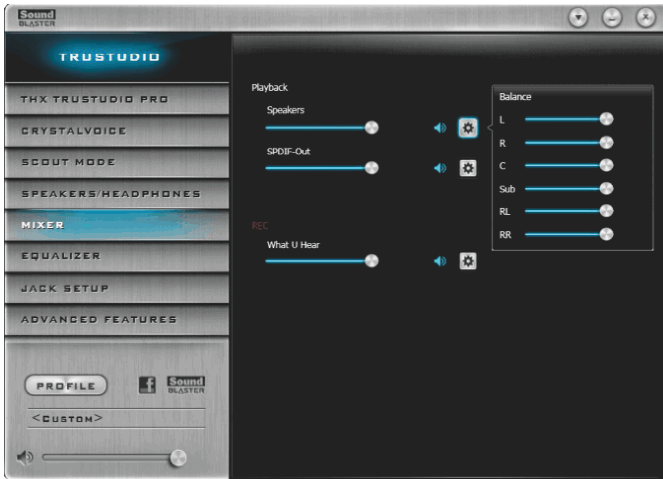 Sound
BLASTER
TRUSTUDIO
THX TRUSTUDIO PRO
CRYSTALVOICE
SCOUT MODE
SPEAKERS/HEADPHONES
MIXER
EQUALIZER
JACK SETUP
ADVANCED FEATURES
PROFILE
f
Sound
BLASTER
<CUSTOM>
Playback
Speakers
SPDIF-Out
REC
What U Hear
Balance
L
R
C
Sub
RL
RR